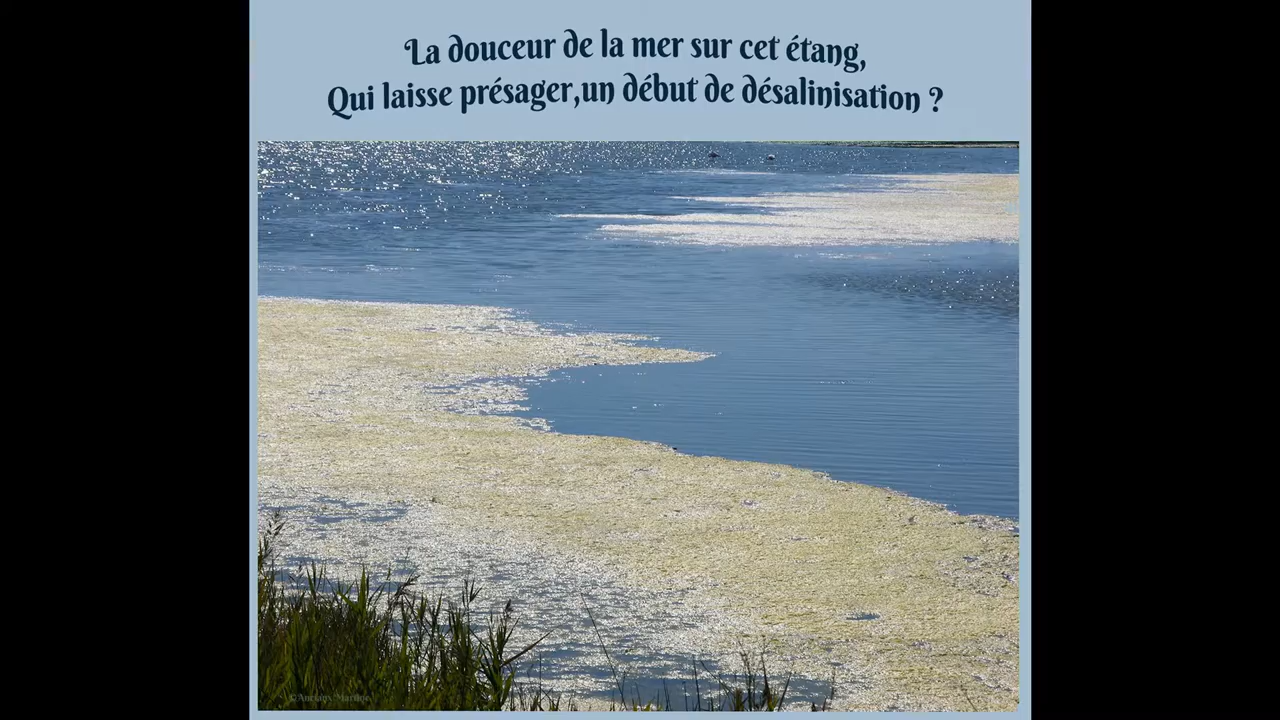 La douceur de la mer sur cet étang,
Qui laisse présager,un début de désalinisation ?